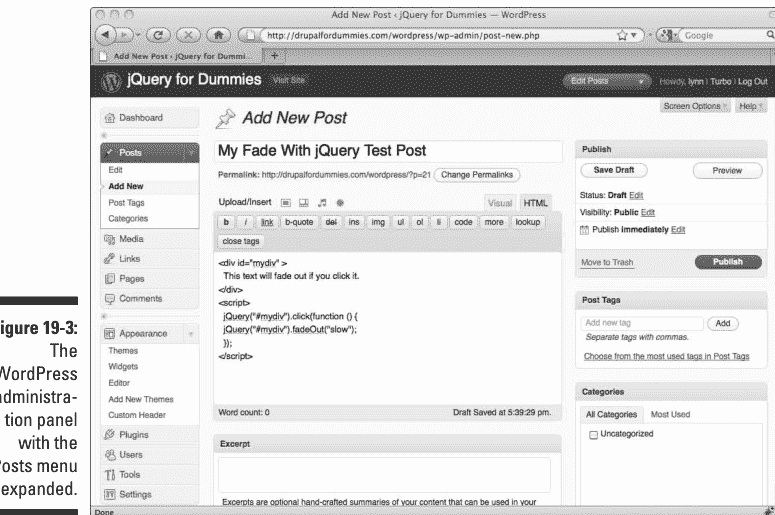 Add New Post ‹ jQuery for Dummies — WordPress
http://drupalfordummies.com/wordpress/wp-admin/post-new.php
Google
Add New Post ‹ jQuery for Dummi...
+
jQuery for Dummies
Visit Site
Edit Posts
Howdy, lynn | Turbo | Log Out
Screen Options
Help
Dashboard
Posts
Edit
Add New
Post Tags
Categories
Media
Links
Pages
Comments
Appearance
Themes
Widgets
Editor
Add New Themes
Custom Header
Plugins
Users
Tools
Settings
Add New Post
My Fade With jQuery Test Post
Permalink: http://drupalfordummies.com/wordpress/?p=21 Change Permalinks
Upload/Insert
Visual HTML
b i link b-quote del ins img ul ol li code more lookup
close tags
<div id="mydiv" >
This text will fade out if you click it.
</div>
<script>
jQuery("#mydiv").click(function () {
jQuery("#mydiv").fadeOut("slow");
});
</script>
Word count: 0 Draft Saved at 5:39:29 pm.
Excerpt
Excerpts are optional hand-crafted summaries of your content that can be used in your
Publish
Save Draft Preview
Status: Draft Edit
Visibility: Public Edit
Publish immediately Edit
Move to Trash Publish
Post Tags
Add new tag Add
Separate tags with commas.
Choose from the most used tags in Post Tags
Categories
All Categories Most Used
Uncategorized
Done
igure 19-3:
The
WordPress
administra-
tion panel
with the
Posts menu
expanded.